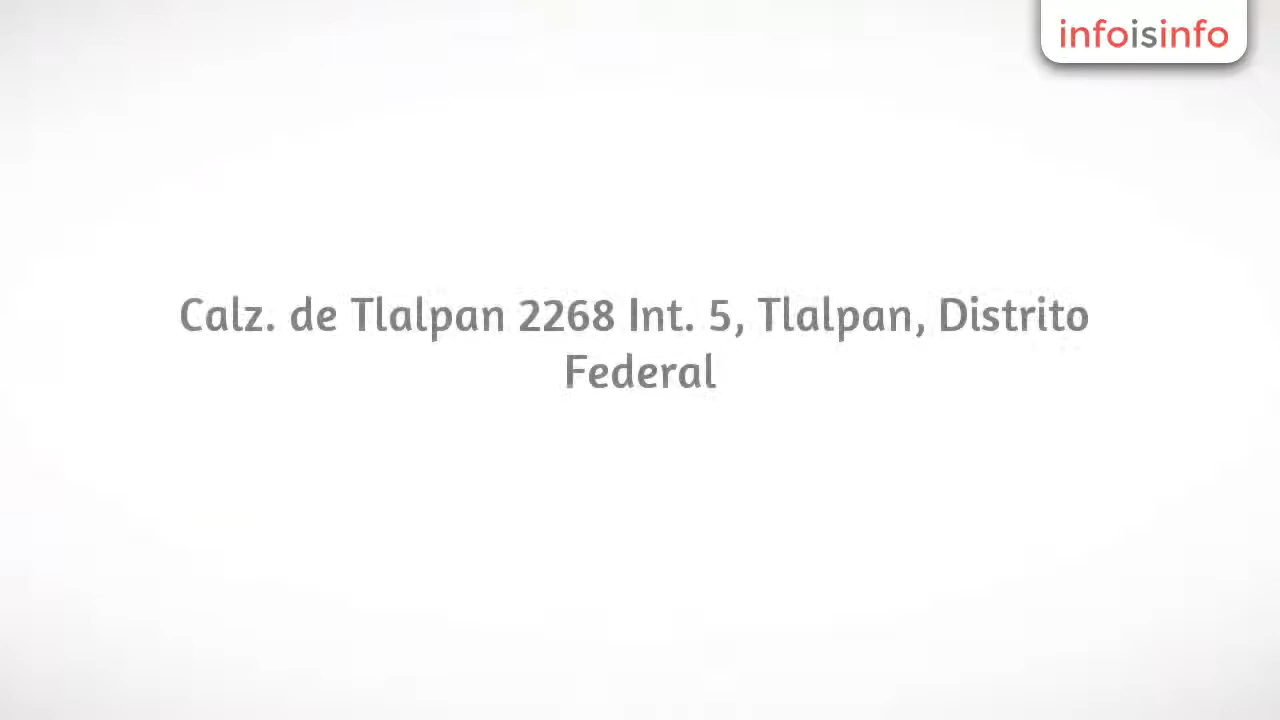 infoisinfo
Calz. de Tlalpan 2268 Int. 5, Tlalpan, Distrito
Federal